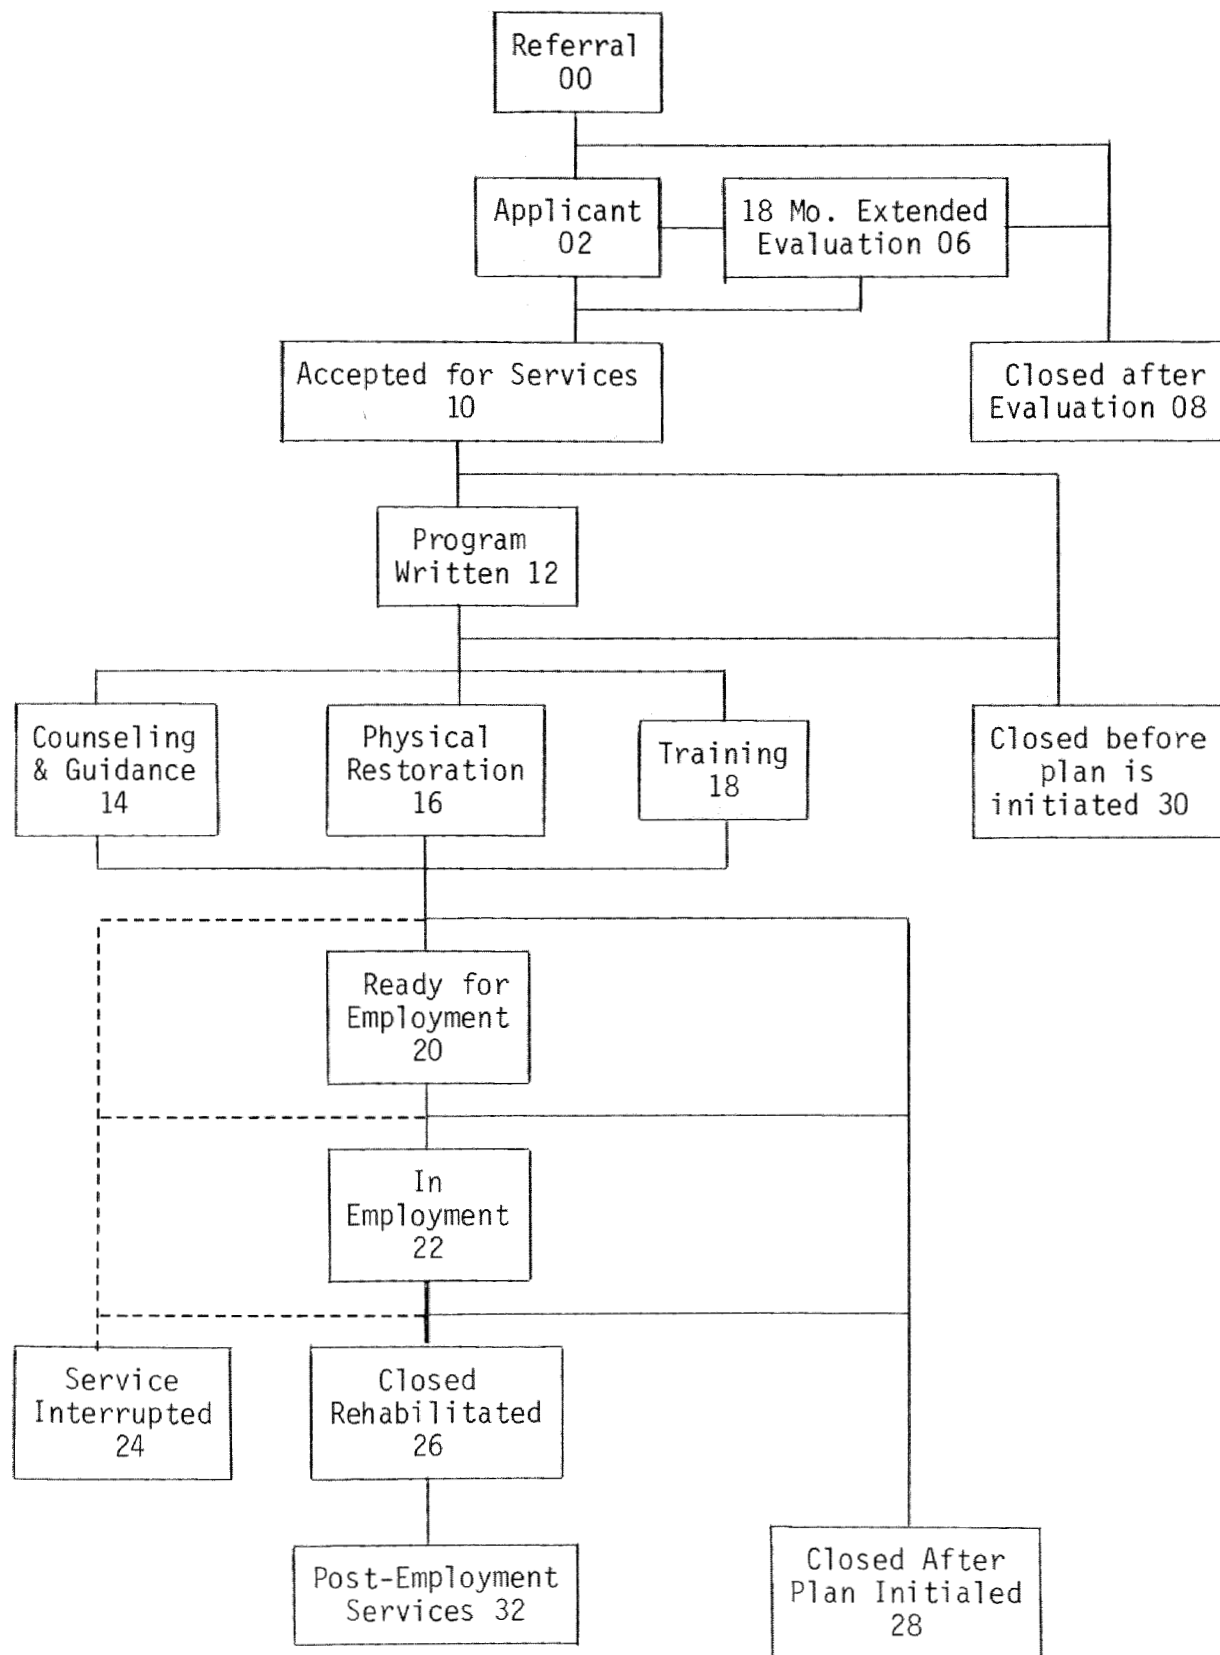 Referral
00
Applicant
02
18 Mo. Extended
Evaluation 06
Accepted for Services
10
Closed after
Evaluation 08
Program
Written 12
Counseling
& Guidance
14
Physical
Restoration
16
Training
18
Closed before
plan is
initiated 30
Ready for
Employment
20
In
Employment
22
Service
Interrupted
24
Closed
Rehabilitated
26
Post-Employment
Services 32
Closed After
Plan Initialed
28